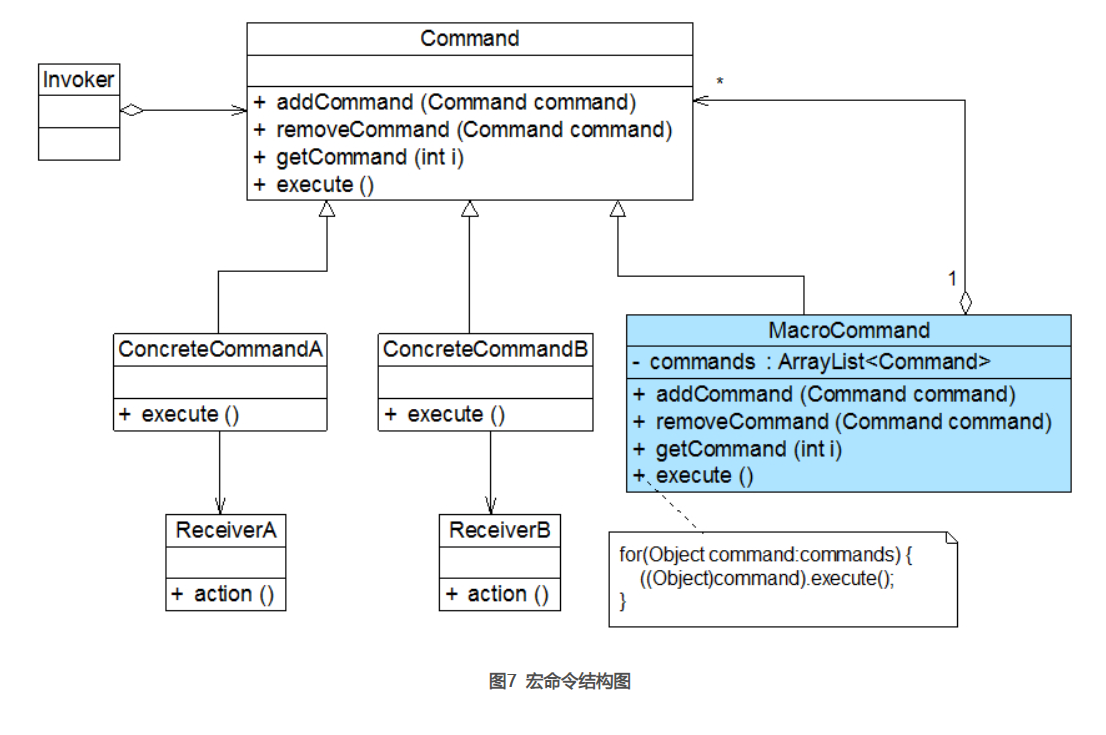 Command
+ addCommand (Command command)
+ removeCommand (Command command)
+ getCommand (int i)
+ execute ()
Invoker
*
1
ConcreteCommandA
+ execute ()
ConcreteCommandB
+ execute ()
MacroCommand
- commands : ArrayList<Command>
+ addCommand (Command command)
+ removeCommand (Command command)
+ getCommand (int i)
+ execute ()
ReceiverA
+ action ()
ReceiverB
+ action ()
for(Object command:commands) {
((Object)command).execute();
}
图7 宏命令结构图